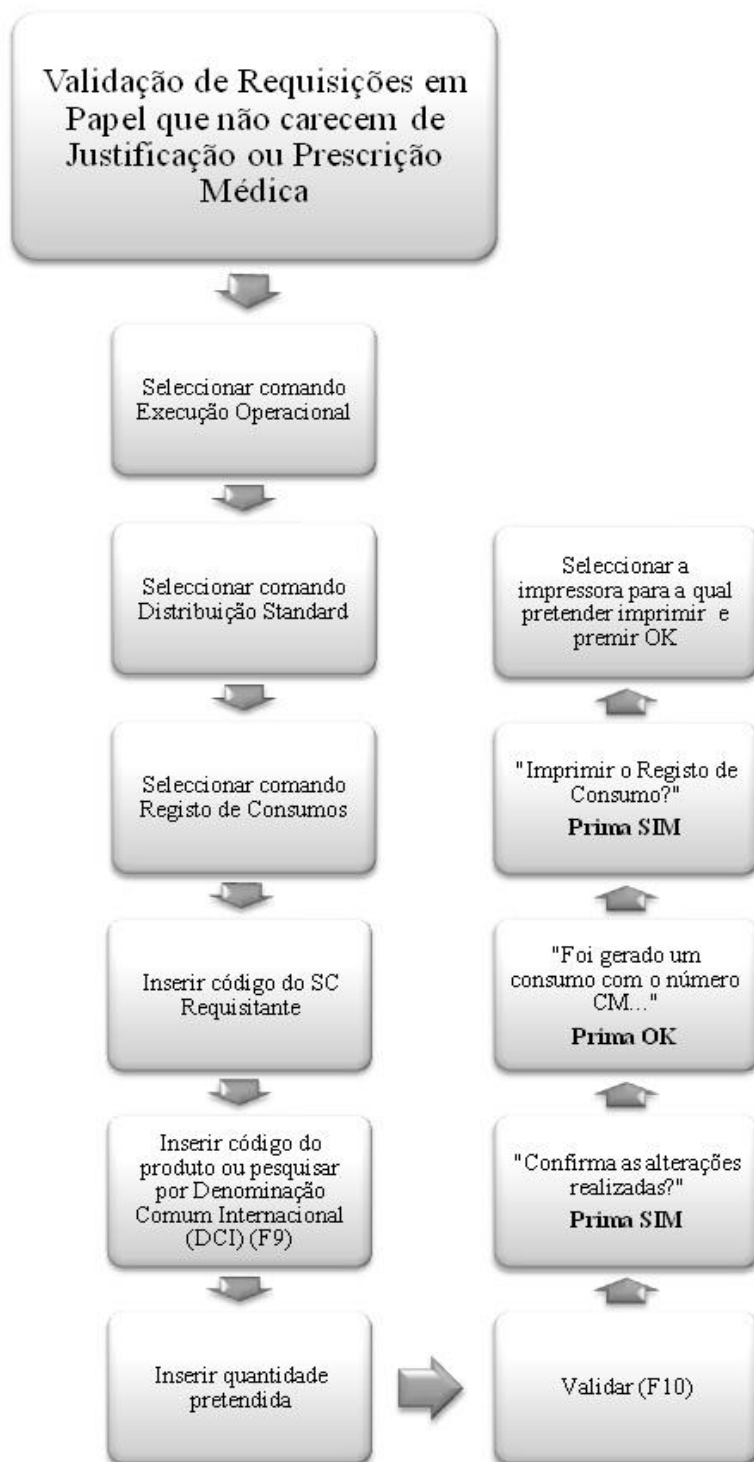 Validação de Requisições em
Papel que não carecem de
Justificação ou Prescrição
Médica
Seleccionar comando
Execução Operacional
Seleccionar comando
Distribuição Standard
Seleccionar comando
Registo de Consumos
Inserir código do SC
Requisitante
Inserir código do
produto ou pesquisar
por Denominação
Comum Internacional
(DCI) (F9)
Inserir quantidade
pretendida
Validar (F10)
"Confirma as alterações
realizadas?"
Prima SIM
"Foi gerado um
consumo com o número
CM..."
Prima OK
"Imprimir o Registo de
Consumo?"
Prima SIM
Seleccionar a
impressora para a qual
pretender imprimir e
premir OK